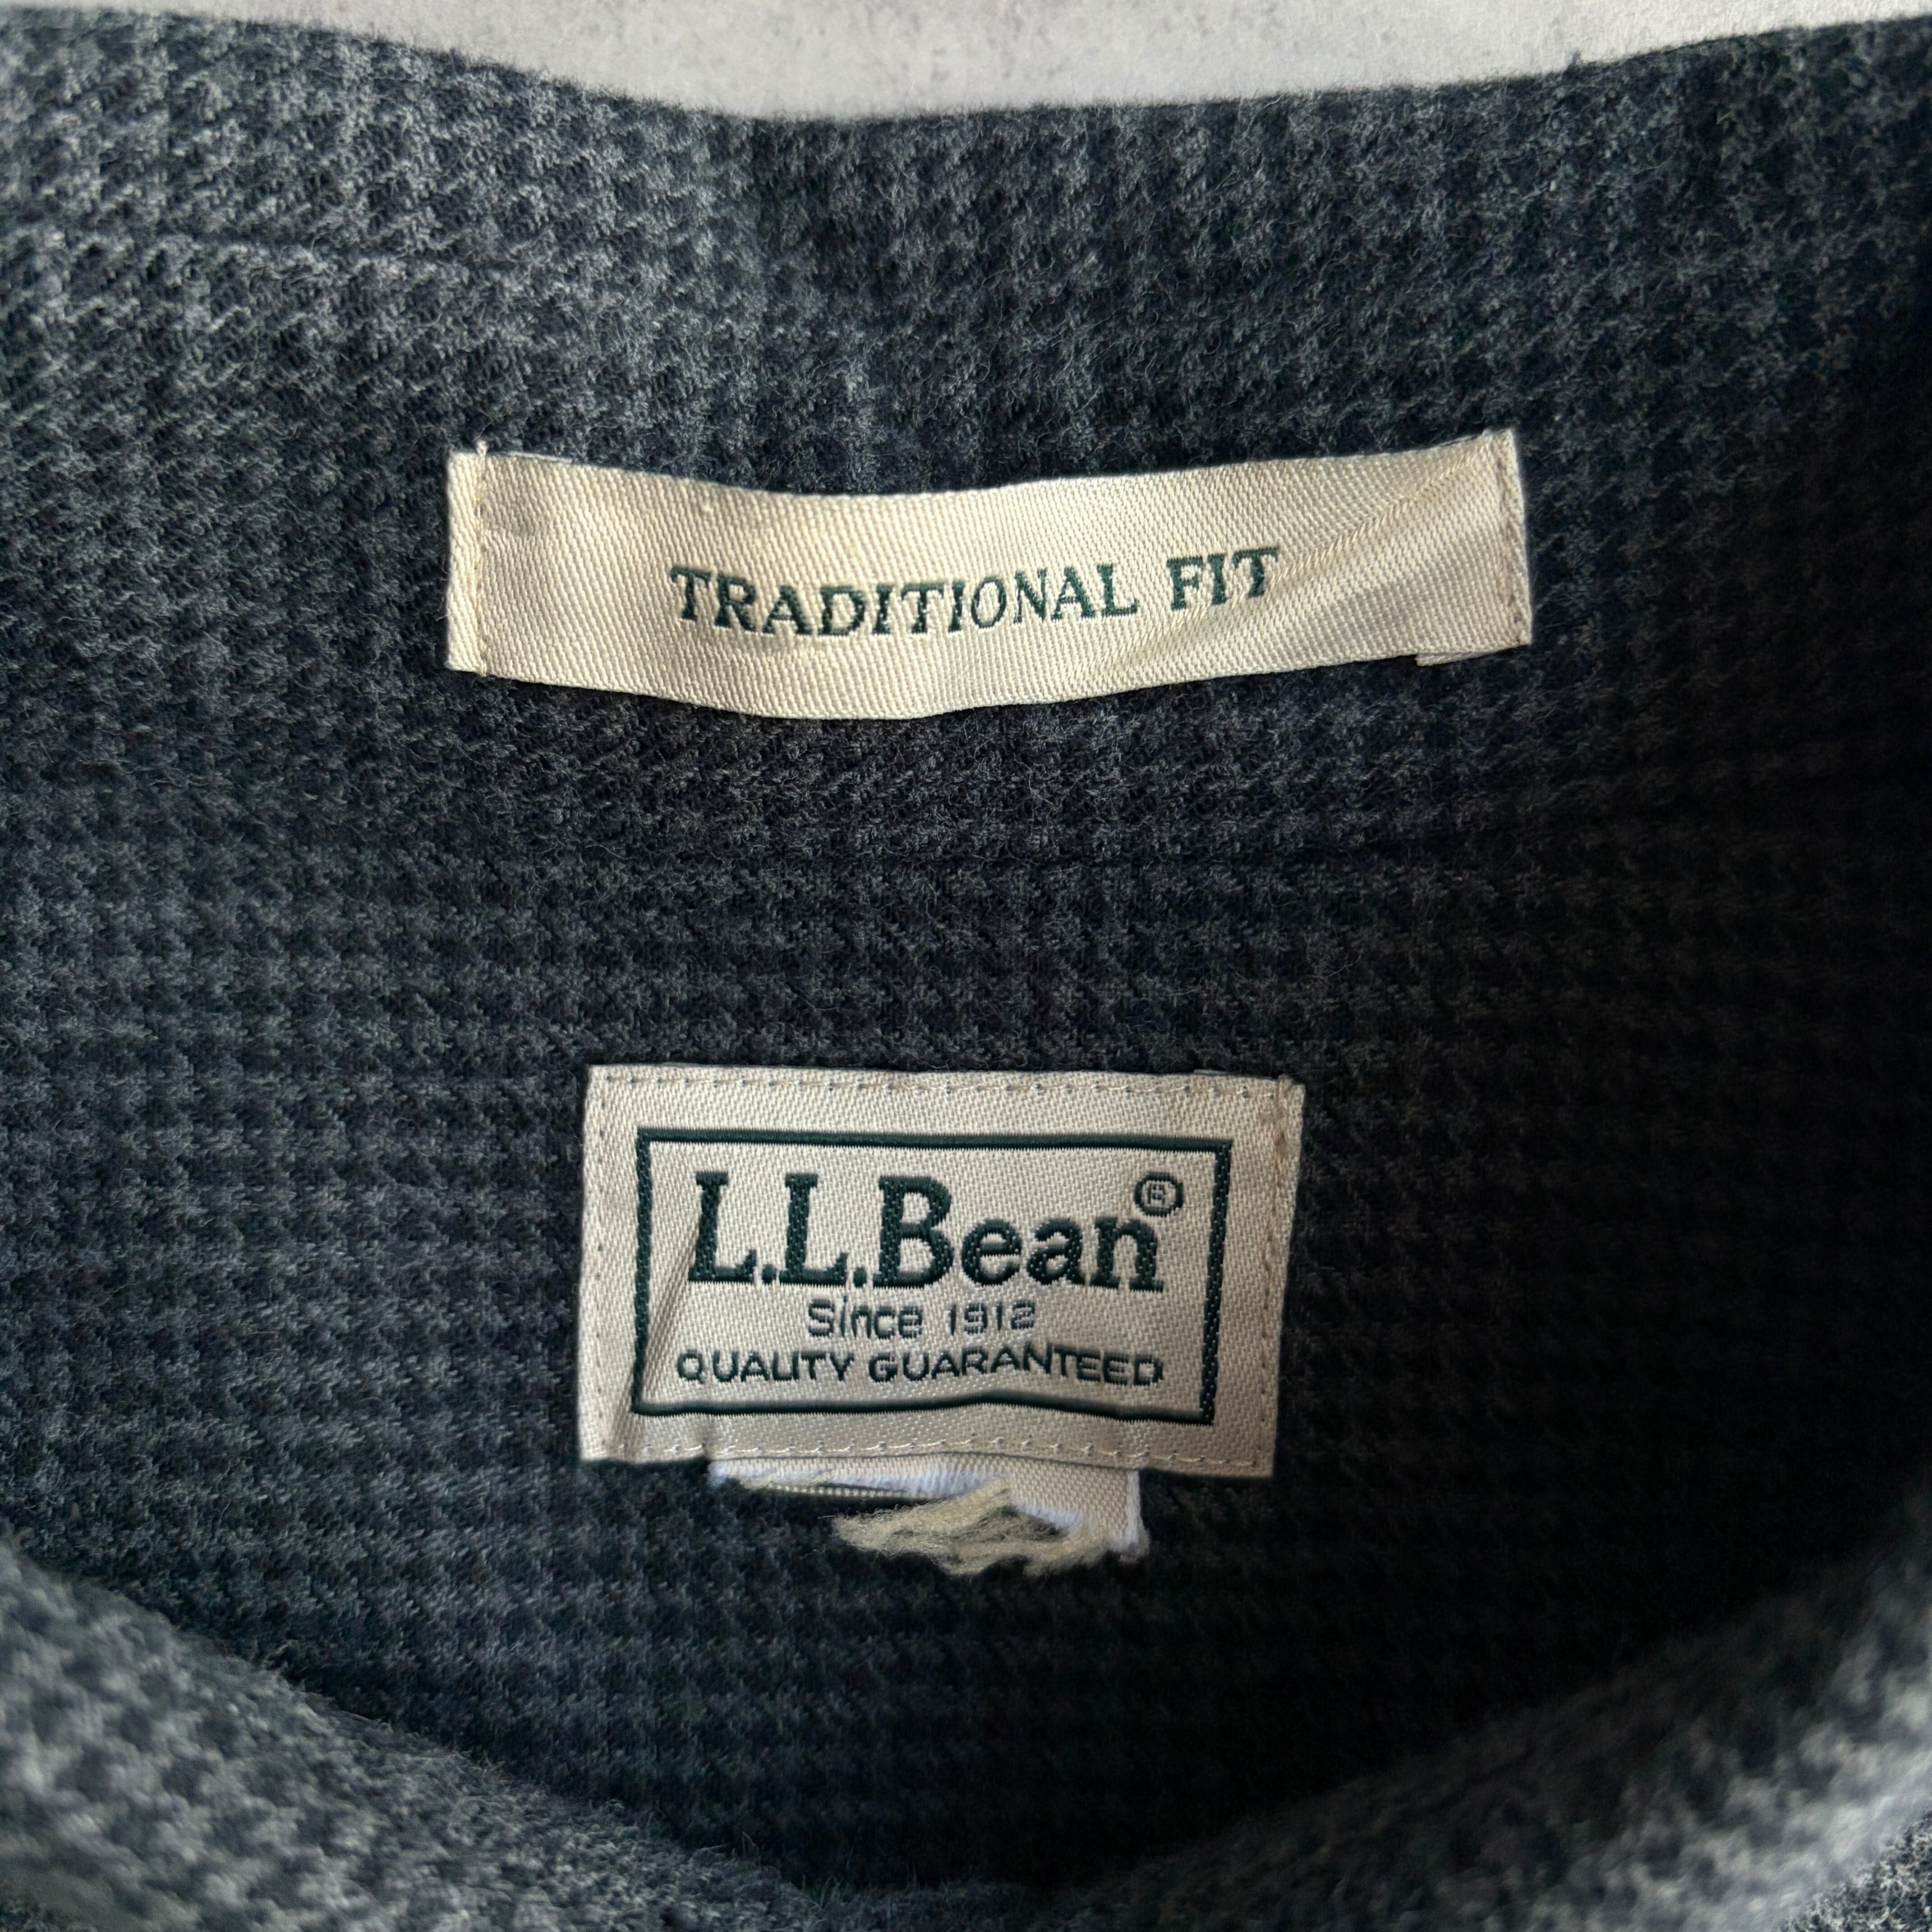 TRADITIONAL FIT
L.L.Bean®
Since 1912
QUALITY GUARANTEED